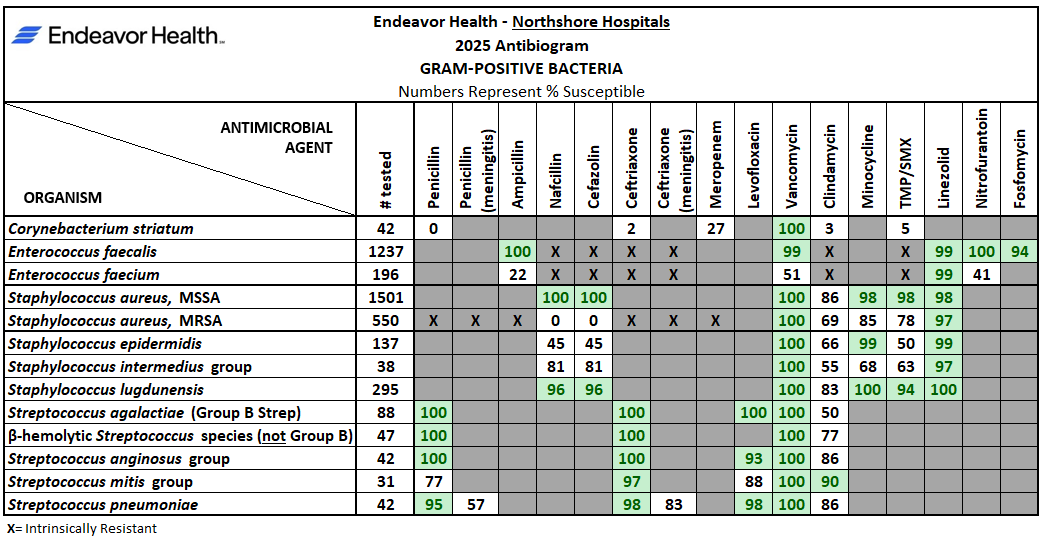 Endeavor Health - Northshore Hospitals
Endeavor Health
2025 Antibiogram
GRAM-POSITIVE BACTERIA
Numbers Represent % Susceptible
ANTIMICROBIAL AGENT
ORGANISM
# tested
Penicillin
Penicillin (meningitis)
Ampicillin
Nafcillin
Cefazolin
Ceftriaxone
Ceftriaxone (meningitis)
Meropenem
Levofloxacin
Vancomycin
Clindamycin
Minocycline
TMP/SMX
Linezolid
Nitrofurantoin
Fosfomycin
Corynebacterium striatum 42 0 2 27 100 3 5
Enterococcus faecalis 1237 100 X X X X 99 X X 99 100 94
Enterococcus faecium 196 22 X X X X 51 X X 99 41
Staphylococcus aureus, MSSA 1501 100 100 100 86 98 98 98
Staphylococcus aureus, MRSA 550 X X X 0 0 X X X 100 69 85 78 97
Staphylococcus epidermidis 137 45 45 100 66 99 50 99
Staphylococcus intermedius group 38 81 81 100 55 68 63 97
Staphylococcus lugdunensis 295 96 96 100 83 100 94 100
Streptococcus agalactiae (Group B Strep) 88 100 100 100 100 50
β-hemolytic Streptococcus species (not Group B) 47 100 100 100 77
Streptococcus anginosus group 42 100 100 93 100 86
Streptococcus mitis group 31 77 97 88 100 90
Streptococcus pneumoniae 42 95 57 98 83 98 100 86
X= Intrinsically Resistant